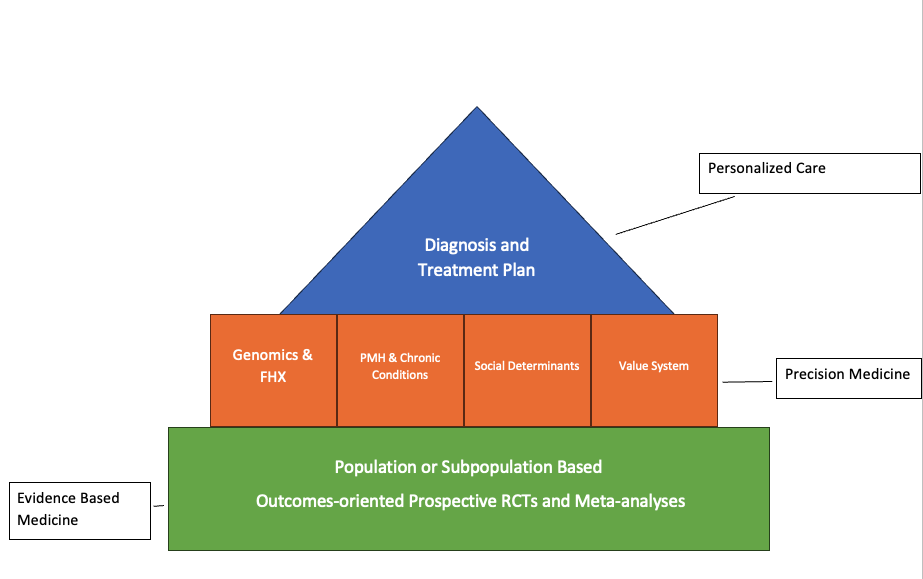 Personalized Care
Diagnosis and
Treatment Plan
Genomics &
FHX
PMH & Chronic
Conditions
Social Determinants
Value System
Precision Medicine
Population or Subpopulation Based
Outcomes-oriented Prospective RCTs and Meta-analyses
Evidence Based
Medicine